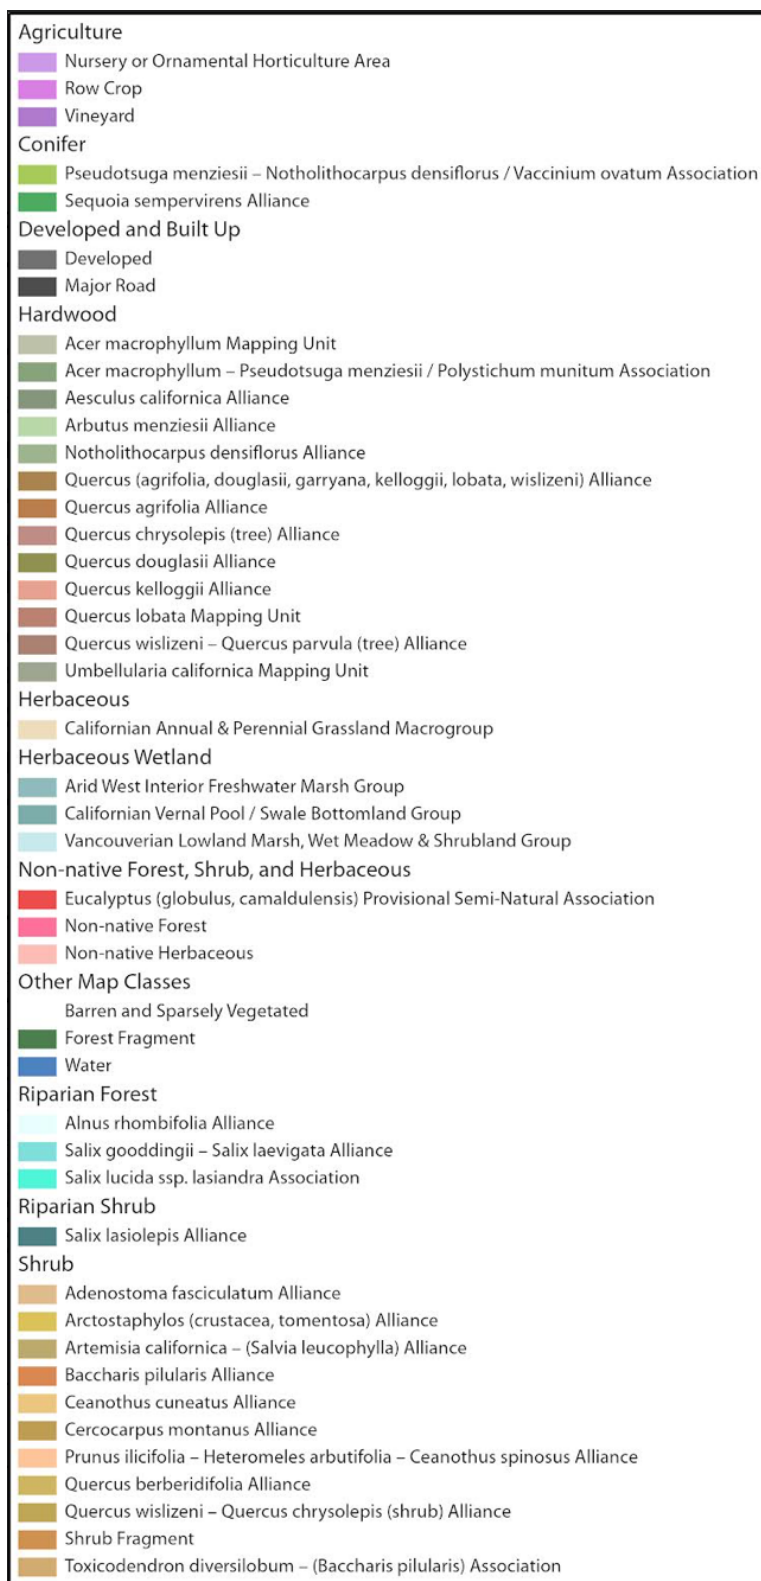 Agriculture
Nursery or Ornamental Horticulture Area
Row Crop
Vineyard
Conifer
Pseudotsuga menziesii – Notholithocarpus densiflorus / Vaccinium ovatum Association
Sequoia sempervirens Alliance
Developed and Built Up
Developed
Major Road
Hardwood
Acer macrophyllum Mapping Unit
Acer macrophyllum – Pseudotsuga menziesii / Polystichum munitum Association
Aesculus californica Alliance
Arbutus menziesii Alliance
Notholithocarpus densiflorus Alliance
Quercus (agrifolia, douglasii, garryana, kelloggii, lobata, wislizeni) Alliance
Quercus agrifolia Alliance
Quercus chrysolepis (tree) Alliance
Quercus douglasii Alliance
Quercus kelloggii Alliance
Quercus lobata Mapping Unit
Quercus wislizeni – Quercus parvula (tree) Alliance
Umbellularia californica Mapping Unit
Herbaceous
Californian Annual & Perennial Grassland Macrogroup
Herbaceous Wetland
Arid West Interior Freshwater Marsh Group
Californian Vernal Pool / Swale Bottomland Group
Vancouverian Lowland Marsh, Wet Meadow & Shrubland Group
Non-native Forest, Shrub, and Herbaceous
Eucalyptus (globulus, camaldulensis) Provisional Semi-Natural Association
Non-native Forest
Non-native Herbaceous
Other Map Classes
Barren and Sparsely Vegetated
Forest Fragment
Water
Riparian Forest
Alnus rhombifolia Alliance
Salix gooddingii – Salix laevigata Alliance
Salix lucida ssp. lasiandra Association
Riparian Shrub
Salix lasiolepis Alliance
Shrub
Adenostoma fasciculatum Alliance
Arctostaphylos (crustacea, tomentosa) Alliance
Artemisia californica – (Salvia leucophylla) Alliance
Baccharis pilularis Alliance
Ceanothus cuneatus Alliance
Cercocarpus montanus Alliance
Prunus ilicifolia – Heteromeles arbutifolia – Ceanothus spinosus Alliance
Quercus berberidifolia Alliance
Quercus wislizeni – Quercus chrysolepis (shrub) Alliance
Shrub Fragment
Toxicodendron diversilobum – (Baccharis pilularis) Association